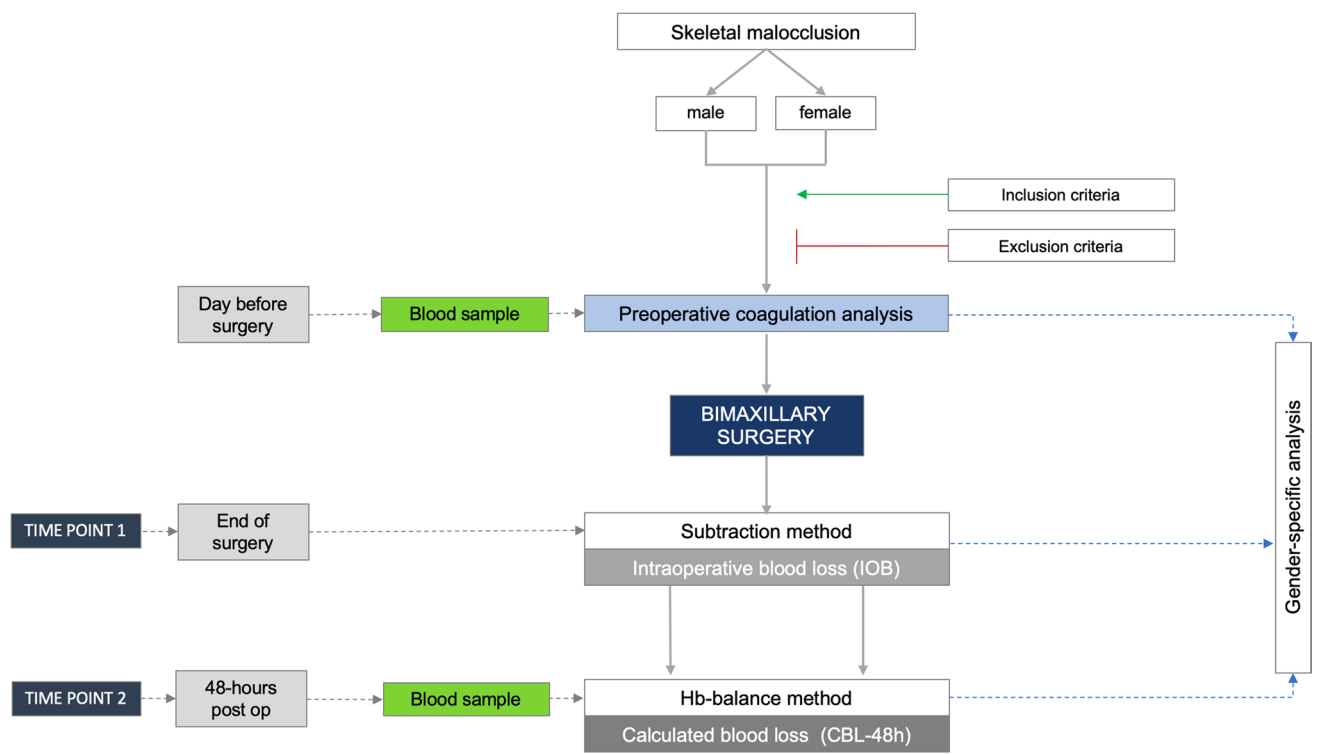 Skeletal malocclusion
male
female
Inclusion criteria
Exclusion criteria
Day before
surgery
Blood sample
Preoperative coagulation analysis
BIMAXILLARY
SURGERY
TIME POINT 1
End of
surgery
Subtraction method
Intraoperative blood loss (IOB)
Gender-specific analysis
TIME POINT 2
48-hours
post op
Blood sample
Hb-balance method
Calculated blood loss (CBL-48h)